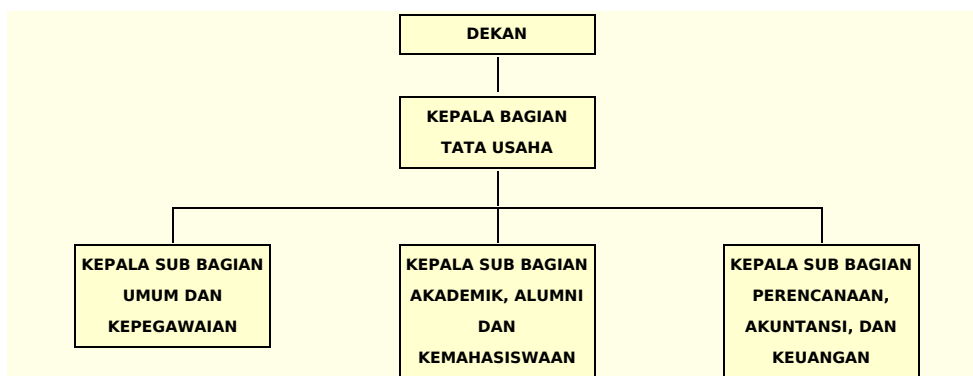 DEKAN
KEPALA BAGIAN
TATA USAHA
KEPALA SUB BAGIAN
UMUM DAN
KEPEGAWAIAN
KEPALA SUB BAGIAN
AKADEMIK, ALUMNI
DAN
KEMAHASISWAAN
KEPALA SUB BAGIAN
PERENCANAAN,
AKUNTANSI, DAN
KEUANGAN